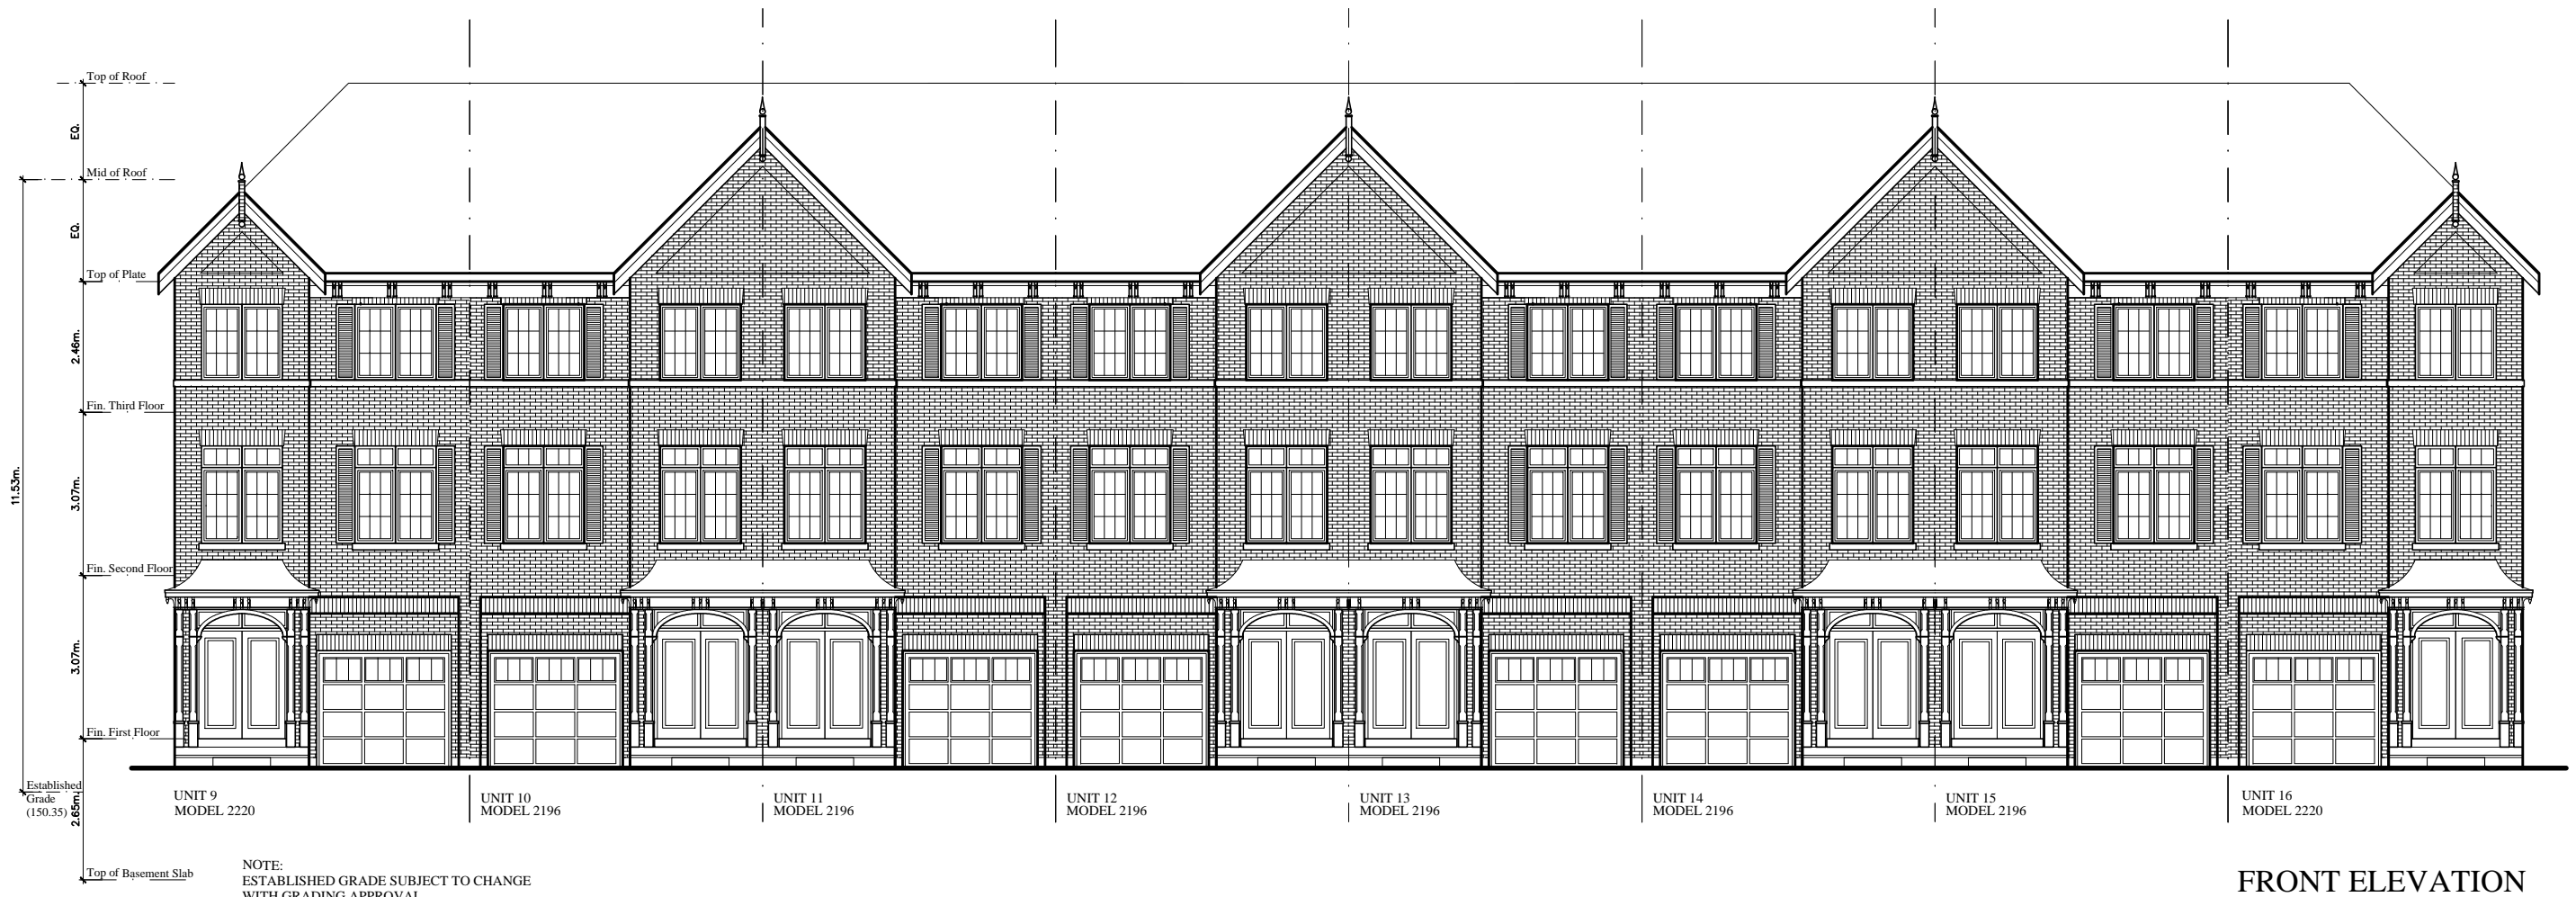 Top of Roof
EQ.
Mid of Roof
EQ.
Top of Plate
2.46m.
Fin. Third Floor
11.53m.
3.07m.
Fin. Second Floor
3.07m.
Fin. First Floor
Established
Grade
(150.35)
2.65m.
Top of Basement Slab
UNIT 9
MODEL 2220
UNIT 10
MODEL 2196
UNIT 11
MODEL 2196
UNIT 12
MODEL 2196
UNIT 13
MODEL 2196
UNIT 14
MODEL 2196
UNIT 15
MODEL 2196
UNIT 16
MODEL 2220
NOTE:
ESTABLISHED GRADE SUBJECT TO CHANGE
WITH GRADING APPROVAL
FRONT ELEVATION